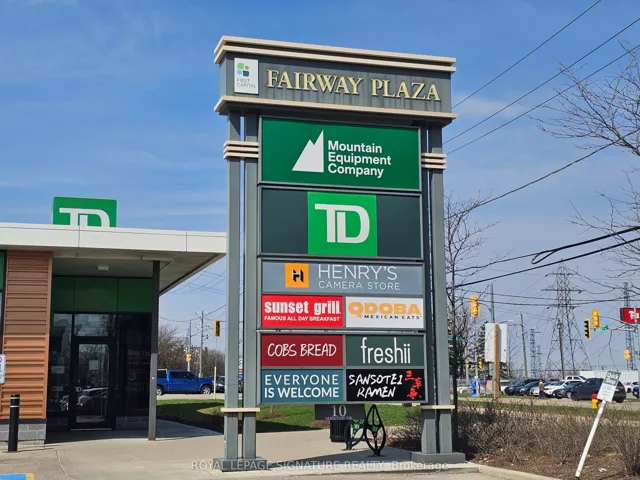 FIRST
CAPITAL
FAIRWAY PLAZA
Mountain
Equipment
Company
TD
TD
HENRY'S
CAMERA STORE
sunset grill
FAMOUS ALL DAY BREAKFAST
QDOBA
MEXICAN EATS
COBS BREAD
freshii
EVERYONE
IS WELCOME
SANSOTEI
RAMEN
10
ROYAL LEPAGE SIGNATURE REALTY, Brokerage